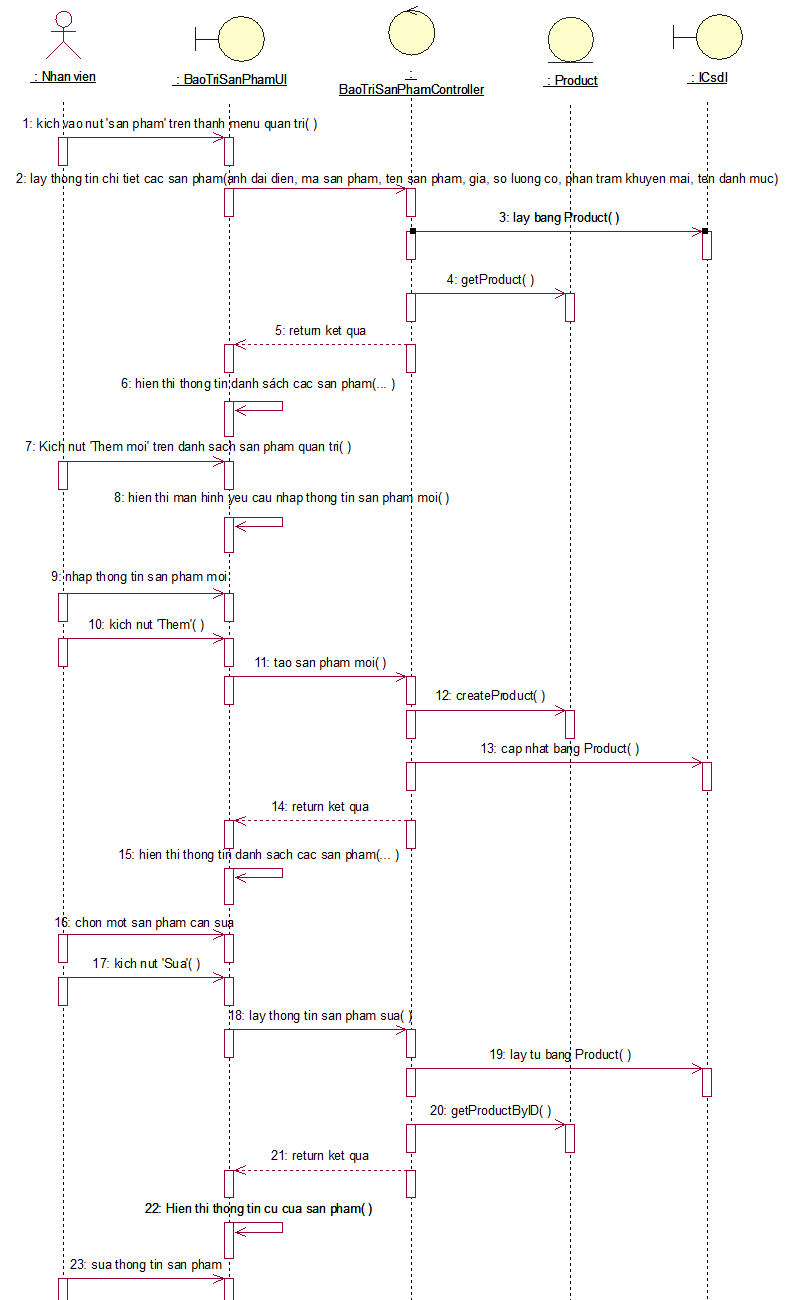 : Nhan vien
: BaoTriSanPhamUI
:
BaoTriSanPhamController
: Product
: ICsdl
1: kich vao nut 'san pham' tren thanh menu quan tri( )
2: lay thong tin chi tiet cac san pham(anh dai dien, ma san pham, ten san pham, gia, so luong co, phan tram khuyen mai, ten danh muc)
3: lay bang Product( )
4: getProduct( )
5: return ket qua
6: hien thi thong tin danh sách cac san pham(... )
7: Kich nut 'Them moi' tren danh sach san pham quan tri( )
8: hien thi man hinh yeu cau nhap thong tin san pham moi( )
9: nhap thong tin san pham moi
10: kich nut 'Them'( )
11: tao san pham moi( )
12: createProduct( )
13: cap nhat bang Product( )
14: return ket qua
15: hien thi thong tin danh sach cac san pham(... )
16: chon mot san pham can sua
17: kich nut 'Sua'( )
18: lay thong tin san pham sua( )
19: lay tu bang Product( )
20: getProductByID( )
21: return ket qua
22: Hien thi thong tin cu cua san pham( )
23: sua thong tin san pham